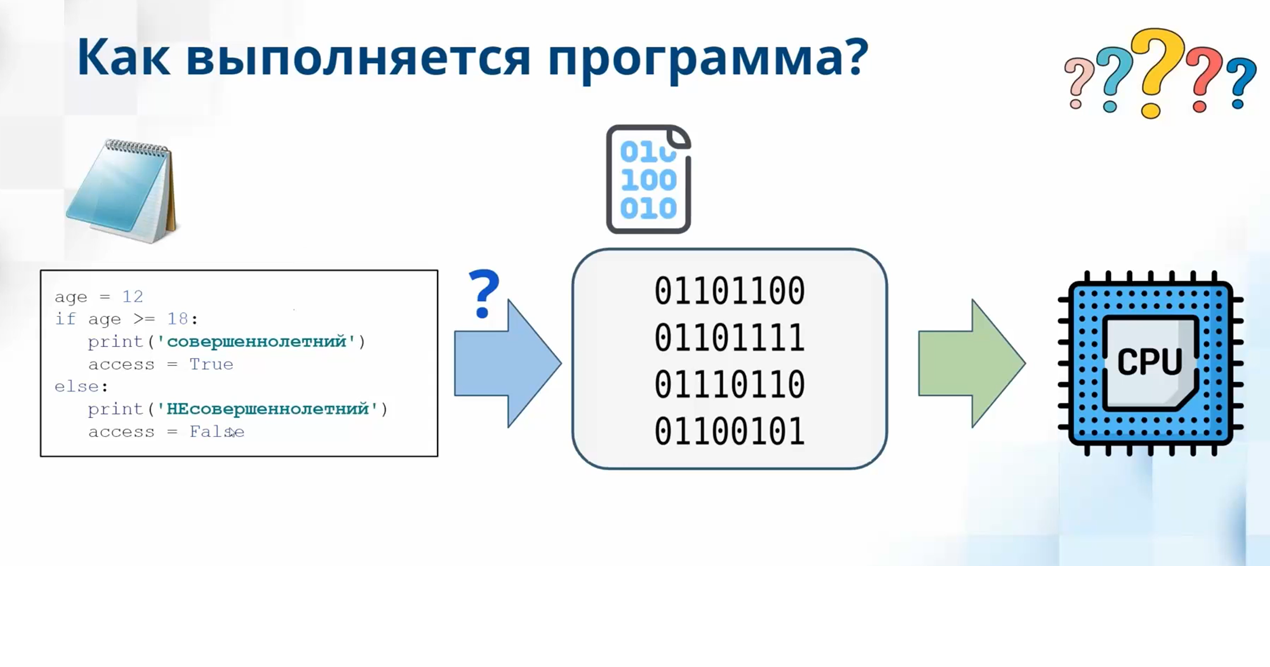 Как выполняется программа?
? ? ? ? ?
010
100
010
age = 12
if age >= 18:
   print('совершеннолетний')
   access = True
else:
   print('НЕсовершеннолетний')
   access = False
?
01101100
01101111
01110110
01100101
CPU